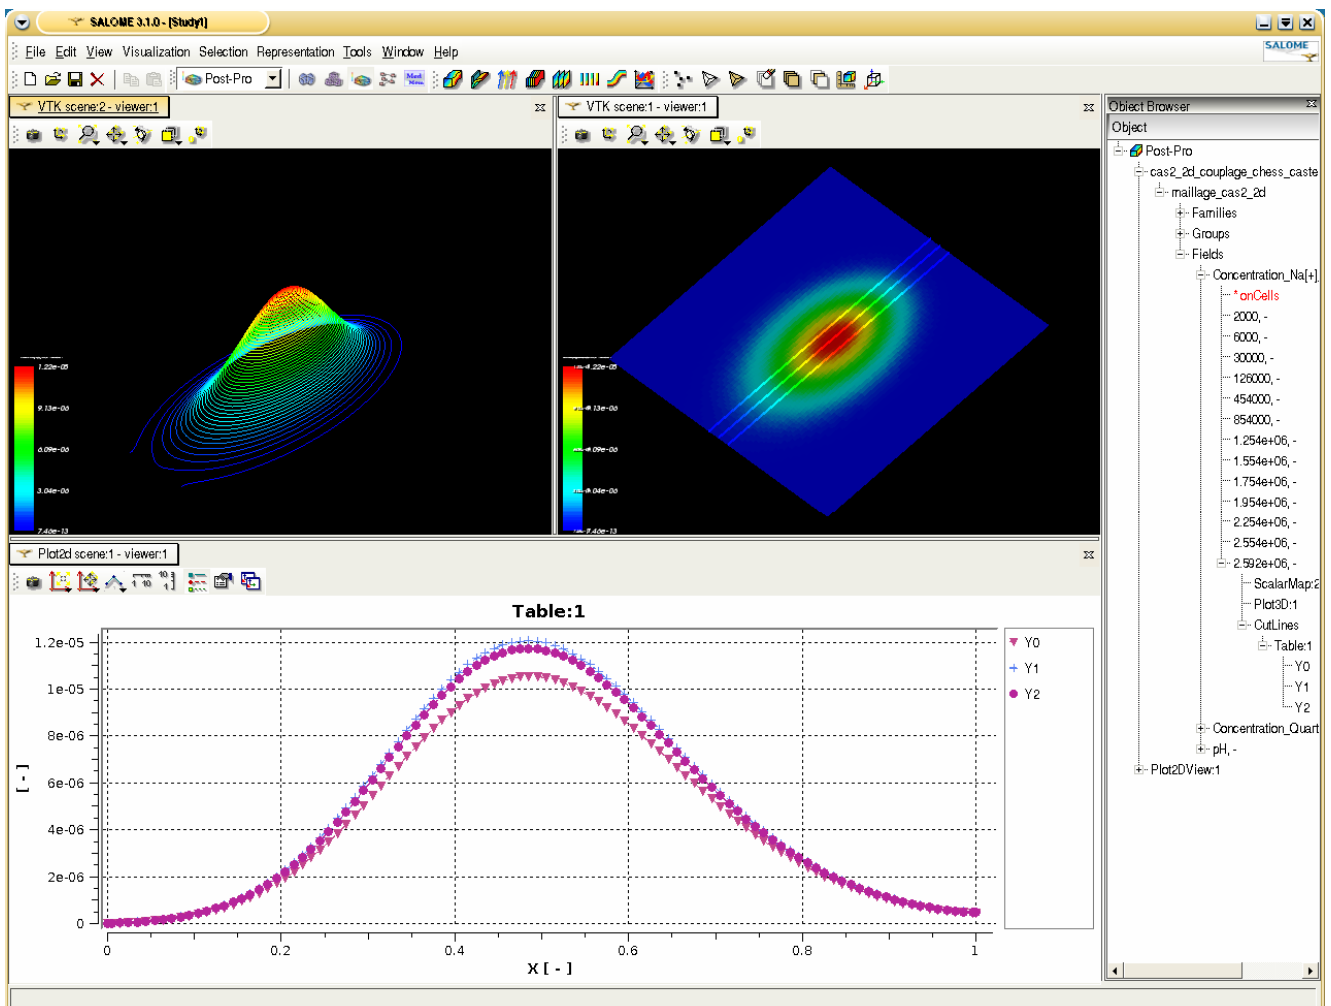 SALOME 3.1.0 - [Study1]
File Edit View Visualization Selection Representation Tools Window Help
SALOME
Post-Pro
VTK scene:2 - viewer:1
VTK scene:1 - viewer:1
Object Browser
Object
Post-Pro
cas2_2d_couplage_chess_caste
maillage_cas2_2d
Families
Groups
Fields
Concentration_Na[+],
*onCells
2000, -
6000, -
30000, -
126000, -
454000, -
854000, -
1.254e+06, -
1.554e+06, -
1.754e+06, -
1.954e+06, -
2.254e+06, -
2.554e+06, -
2.592e+06, -
ScalarMap:2
Plot3D:1
CutLines
Table:1
Y0
Y1
Y2
Concentration_Quart
pH, -
Plot2DView:1
1.22e-05
9.13e-06
6.09e-06
3.04e-06
7.46e-13
Plot2d scene:1 - viewer:1
Table:1
1.2e-05
1e-05
8e-06
6e-06
4e-06
2e-06
0
[ - ]
0 0.2 0.4 0.6 0.8 1
X [ - ]
Y0
Y1
Y2